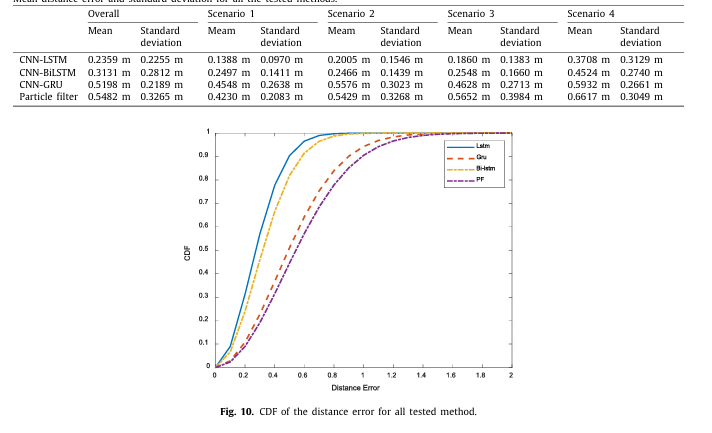 Mean distance error and standard deviation for all the tested methods.
Overall Scenario 1 Scenario 2 Scenario 3 Scenario 4
Mean Standard deviation Mean Standard deviation Mean Standard deviation Mean Standard deviation Mean Standard deviation
CNN-LSTM 0.2359 m 0.2255 m 0.1388 m 0.0970 m 0.2005 m 0.1546 m 0.1860 m 0.1383 m 0.3708 m 0.3129 m
CNN-BiLSTM 0.3131 m 0.2812 m 0.2497 m 0.1411 m 0.2466 m 0.1439 m 0.2548 m 0.1660 m 0.4524 m 0.2740 m
CNN-GRU 0.5198 m 0.2189 m 0.4548 m 0.2638 m 0.5576 m 0.3023 m 0.4628 m 0.2713 m 0.5932 m 0.2661 m
Particle filter 0.5482 m 0.3265 m 0.4230 m 0.2083 m 0.5429 m 0.3268 m 0.5652 m 0.3984 m 0.6617 m 0.3049 m
1
0.9
0.8
0.7
0.6
0.5
0.4
0.3
0.2
0.1
0
CDF
Lstm
Gru
Bi-lstm
PF
0 0.2 0.4 0.6 0.8 1 1.2 1.4 1.6 1.8 2
Distance Error
Fig. 10. CDF of the distance error for all tested method.